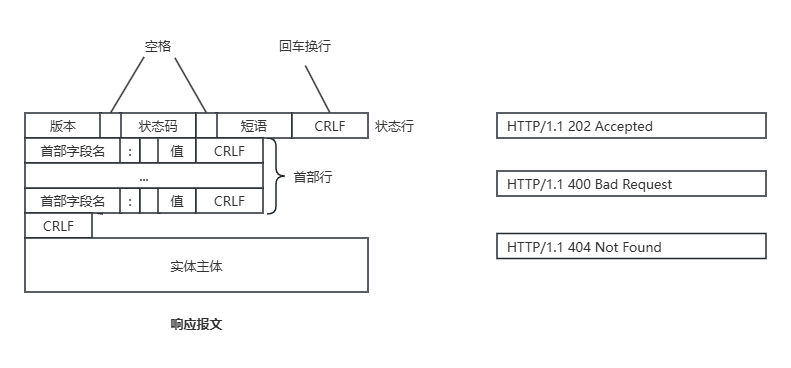 空格
回车换行
版本
状态码
短语
CRLF
状态行
首部字段名
:
值
CRLF
...
首部行
首部字段名
:
值
CRLF
CRLF
实体主体
响应报文
HTTP/1.1 202 Accepted
HTTP/1.1 400 Bad Request
HTTP/1.1 404 Not Found